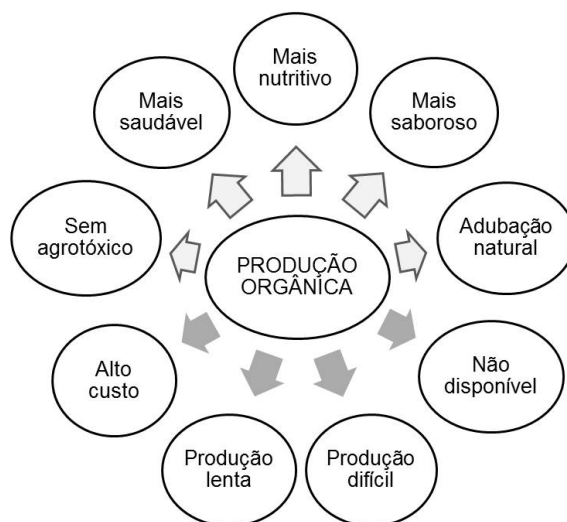 Mais
nutritivo
Mais
saudável
Mais
saboroso
Sem
agrotóxico
Adubação
natural
PRODUÇÃO
ORGÂNICA
Alto
custo
Não
disponível
Produção
lenta
Produção
difícil